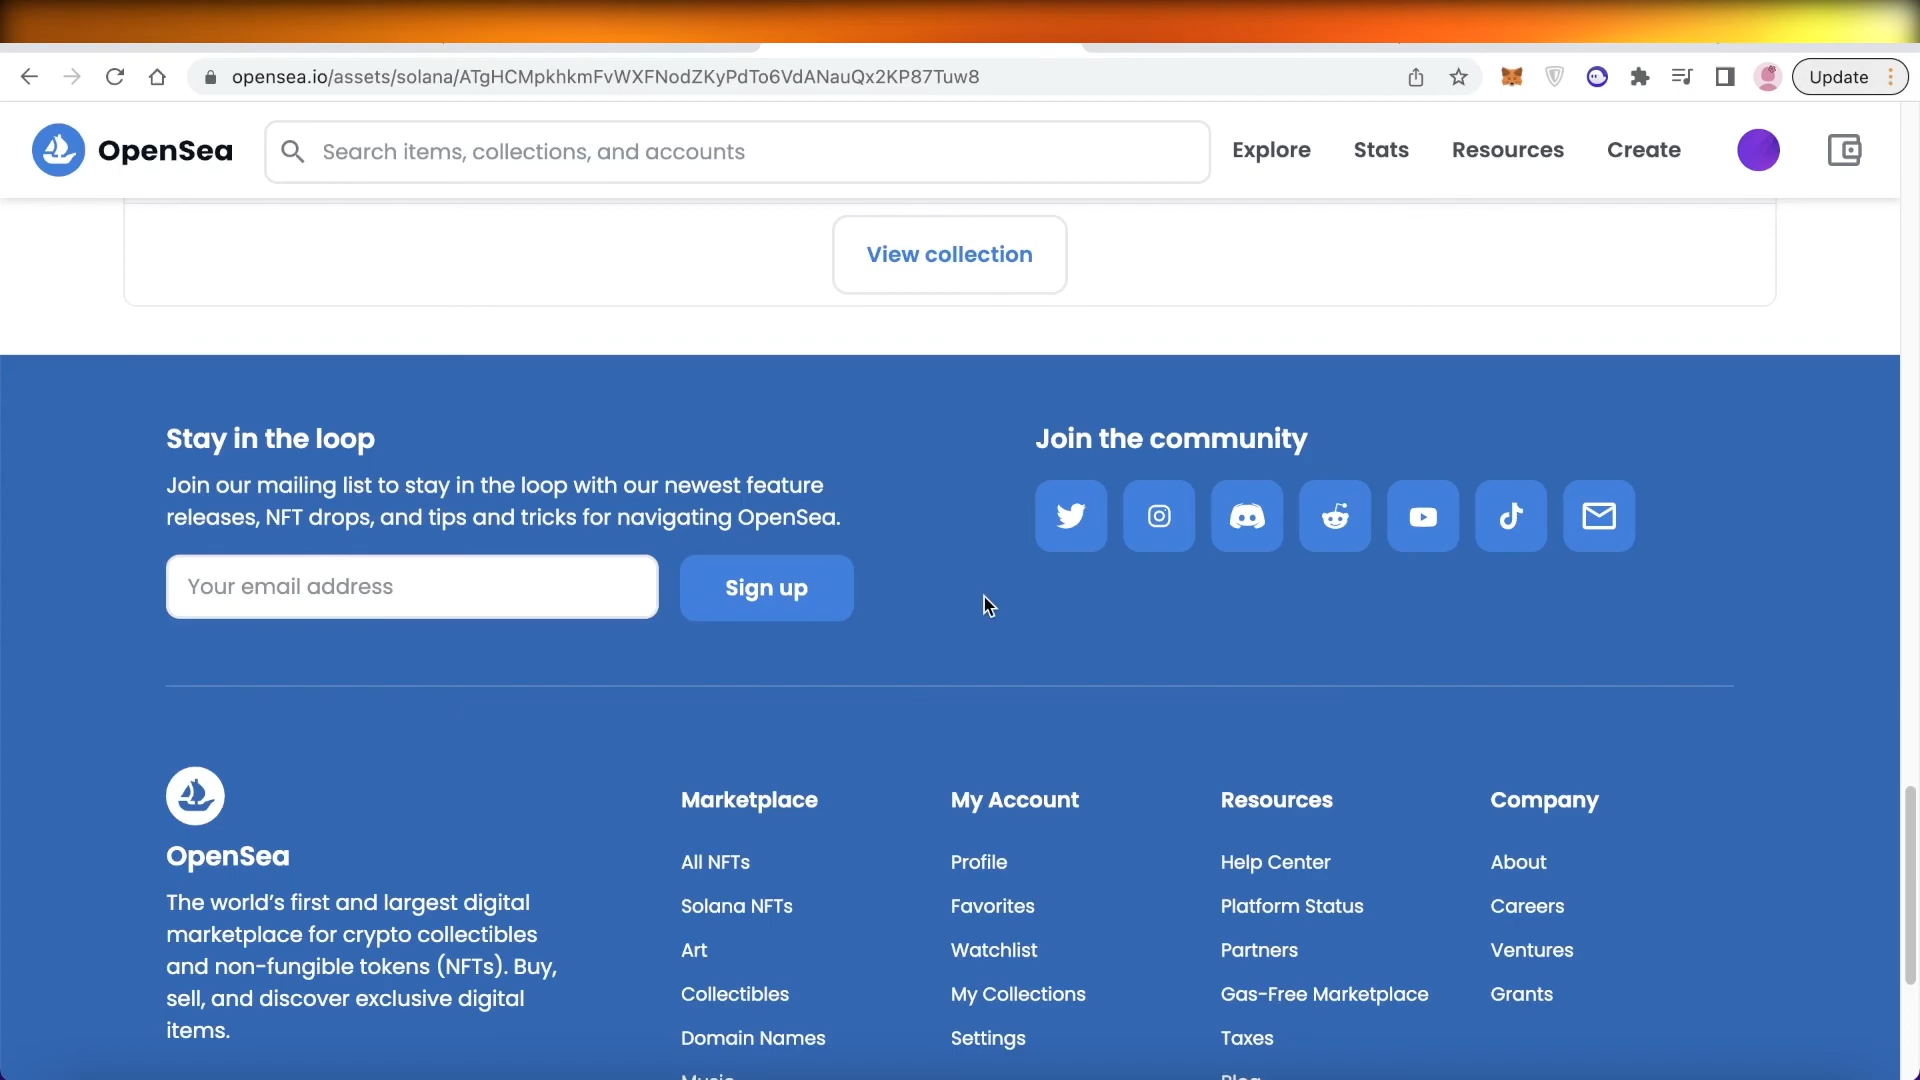 opensea.io/assets/solana/ATgHCMpkhkmFvWXFNodZKyPdTo6VdANauQx2KP87Tuw8
Update
OpenSea
Search items, collections, and accounts
Explore
Stats
Resources
Create
View collection
Stay in the loop
Join our mailing list to stay in the loop with our newest feature
releases, NFT drops, and tips and tricks for navigating OpenSea.
Your email address
Sign up
Join the community
OpenSea
The world’s first and largest digital
marketplace for crypto collectibles
and non-fungible tokens (NFTs). Buy,
sell, and discover exclusive digital
items.
Marketplace
All NFTs
Solana NFTs
Art
Collectibles
Domain Names
My Account
Profile
Favorites
Watchlist
My Collections
Settings
Resources
Help Center
Platform Status
Partners
Gas-Free Marketplace
Taxes
Company
About
Careers
Ventures
Grants